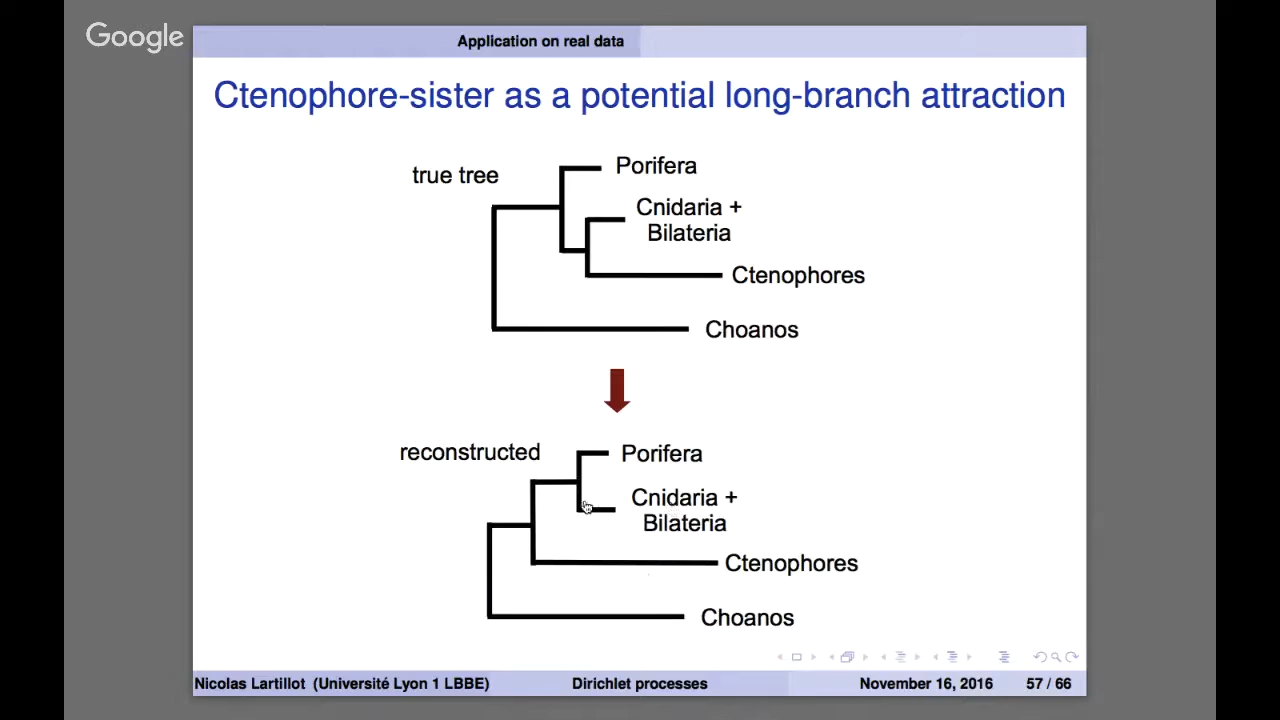 Google
Application on real data
Ctenophore-sister as a potential long-branch attraction
true tree
Porifera
Cnidaria +
Bilateria
Ctenophores
Choanos
reconstructed
Porifera
Cnidaria +
Bilateria
Ctenophores
Choanos
Nicolas Lartillot (Université Lyon 1 LBBE) Dirichlet processes November 16, 2016 57 / 66